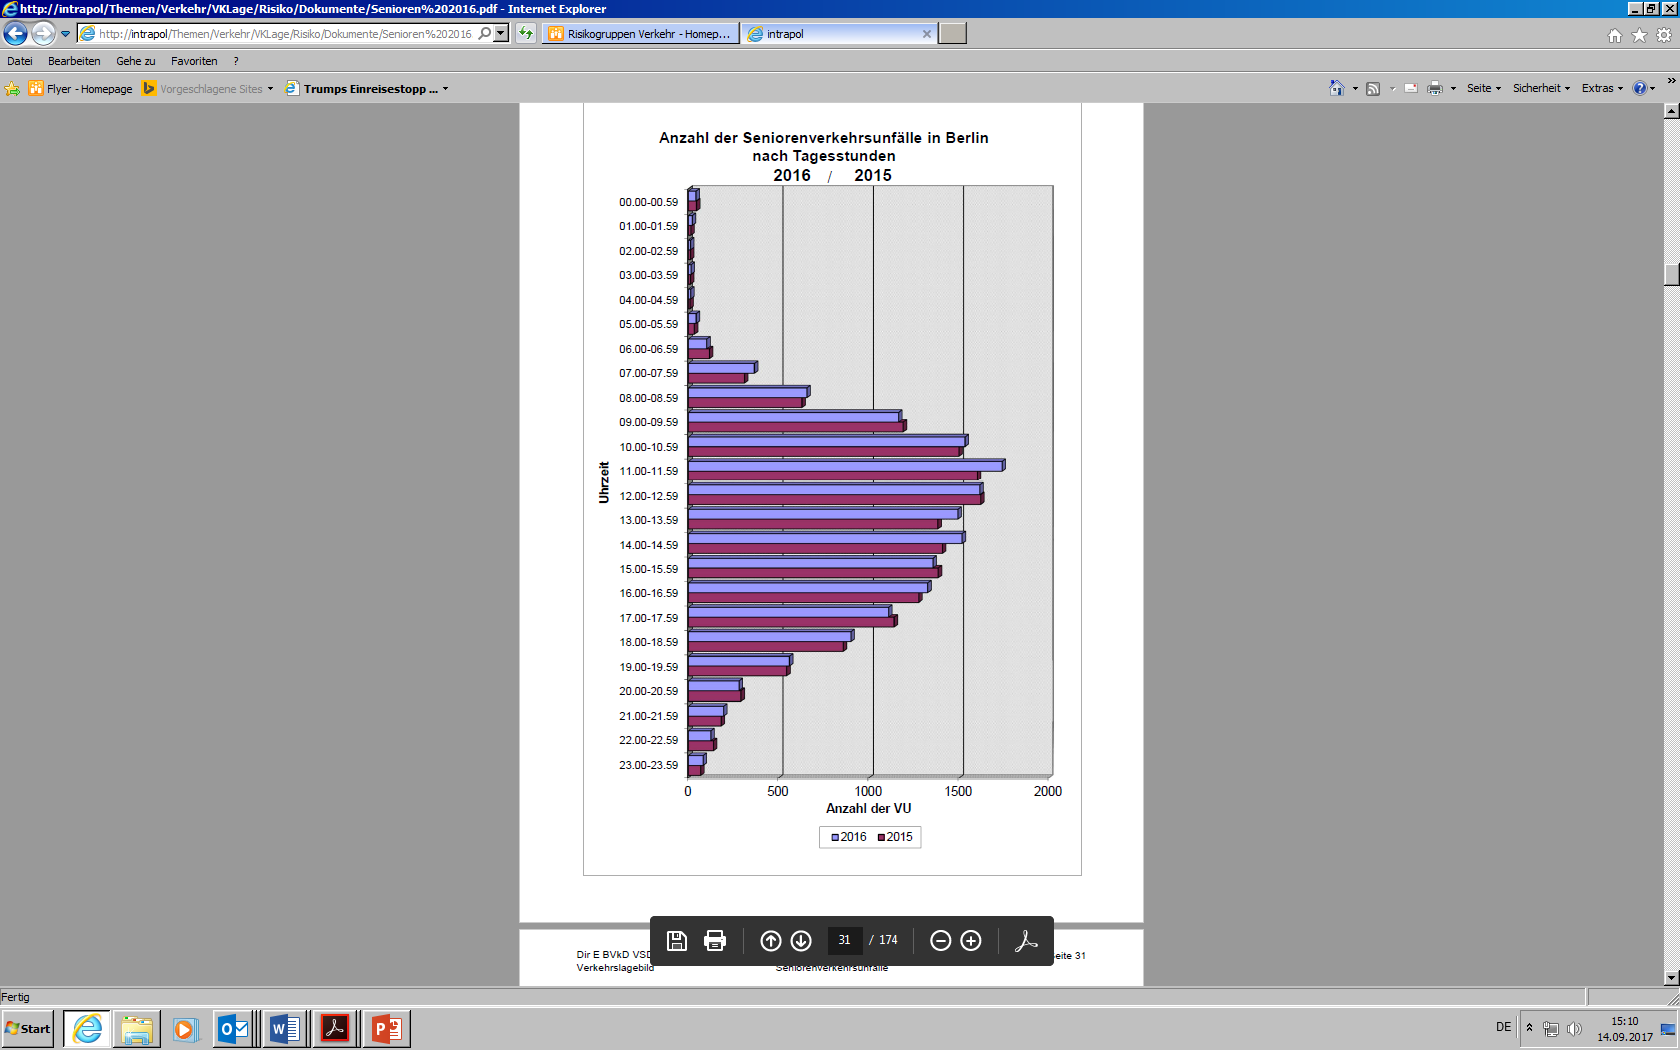 http://intrapol/Themen/Verkehr/VKLage/Risiko/Dokumente/Senioren%202016.pdf - Internet Explorer
http://intrapol/Themen/Verkehr/VKLage/Risiko/Dokumente/Senioren%202016.
Risikogruppen Verkehr - Homep...
intrapol
Datei Bearbeiten Gehe zu Favoriten ?
Flyer - Homepage Vorgeschlagene Sites Trumps Einreisestopp ... Seite Sicherheit Extras
Anzahl der Seniorenverkehrsunfälle in Berlin
nach Tagesstunden
2016 / 2015
00.00-00.59
01.00-01.59
02.00-02.59
03.00-03.59
04.00-04.59
05.00-05.59
06.00-06.59
07.00-07.59
08.00-08.59
09.00-09.59
10.00-10.59
11.00-11.59
12.00-12.59
13.00-13.59
14.00-14.59
15.00-15.59
16.00-16.59
17.00-17.59
18.00-18.59
19.00-19.59
20.00-20.59
21.00-21.59
22.00-22.59
23.00-23.59
Uhrzeit
0 500 1000 1500 2000
Anzahl der VU
2016 2015
31 / 174
Dir E BVkD VSD eite 31
Verkehrslagebild Seniorenverkehrsunfälle
Fertig
Start DE 15:10
14.09.2017